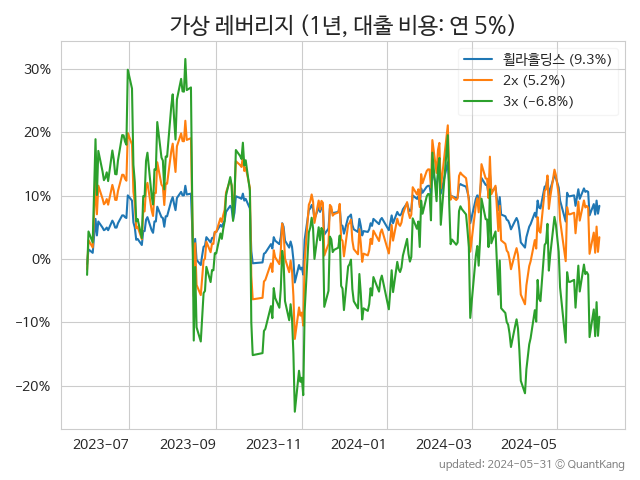 가상 레버리지 (1년, 대출 비용: 연 5%)
휠라홀딩스 (9.3%)
2x (5.2%)
3x (-6.8%)
30%
20%
10%
0%
-10%
-20%
2023-07 2023-09 2023-11 2024-01 2024-03 2024-05
updated: 2024-05-31 © QuantKang